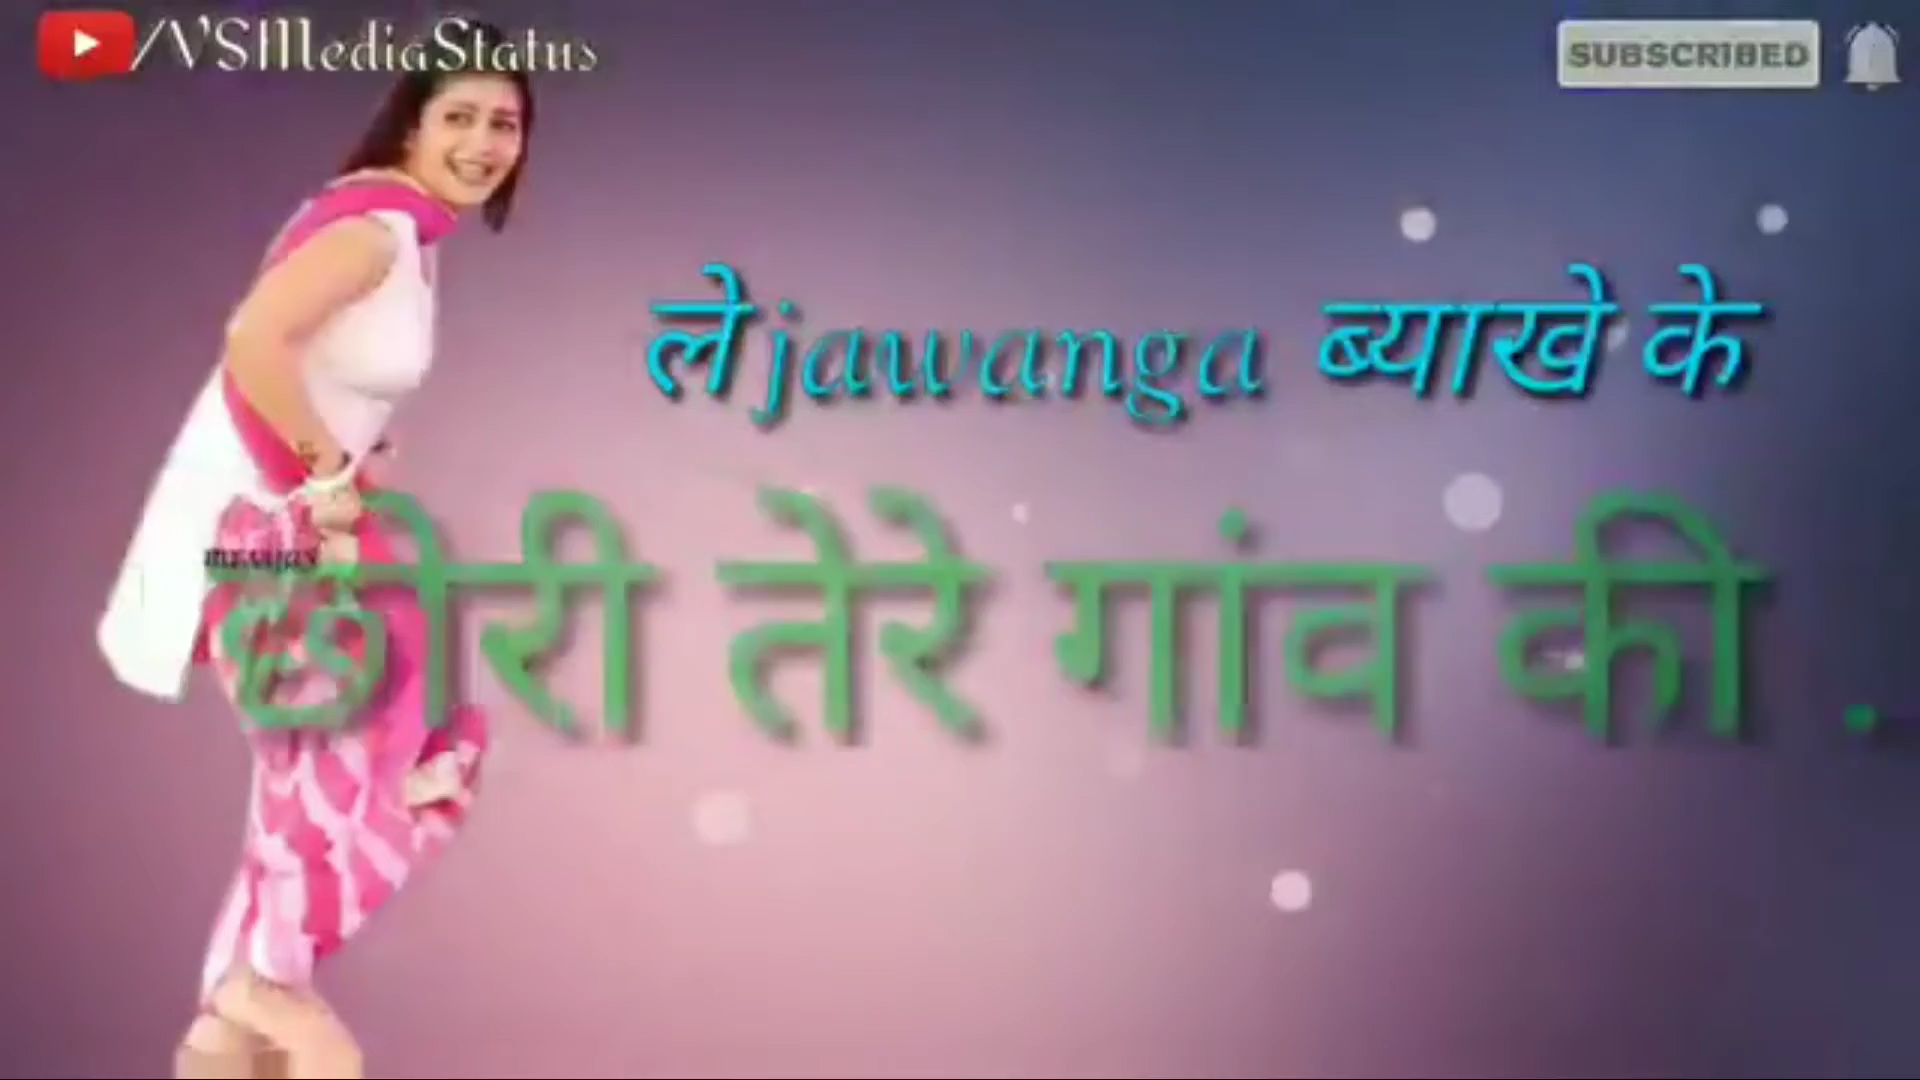 /VSMediaStatus
SUBSCRIBED
ले jawanga ब्याखे के
छोरी तेरे गांव की .